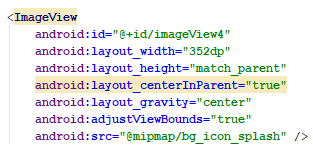 <ImageView
android:id="@+id/imageView4"
android:layout_width="352dp"
android:layout_height="match_parent"
android:layout_centerInParent="true"
android:layout_gravity="center"
android:adjustViewBounds="true"
android:src="@mipmap/bg_icon_splash" />